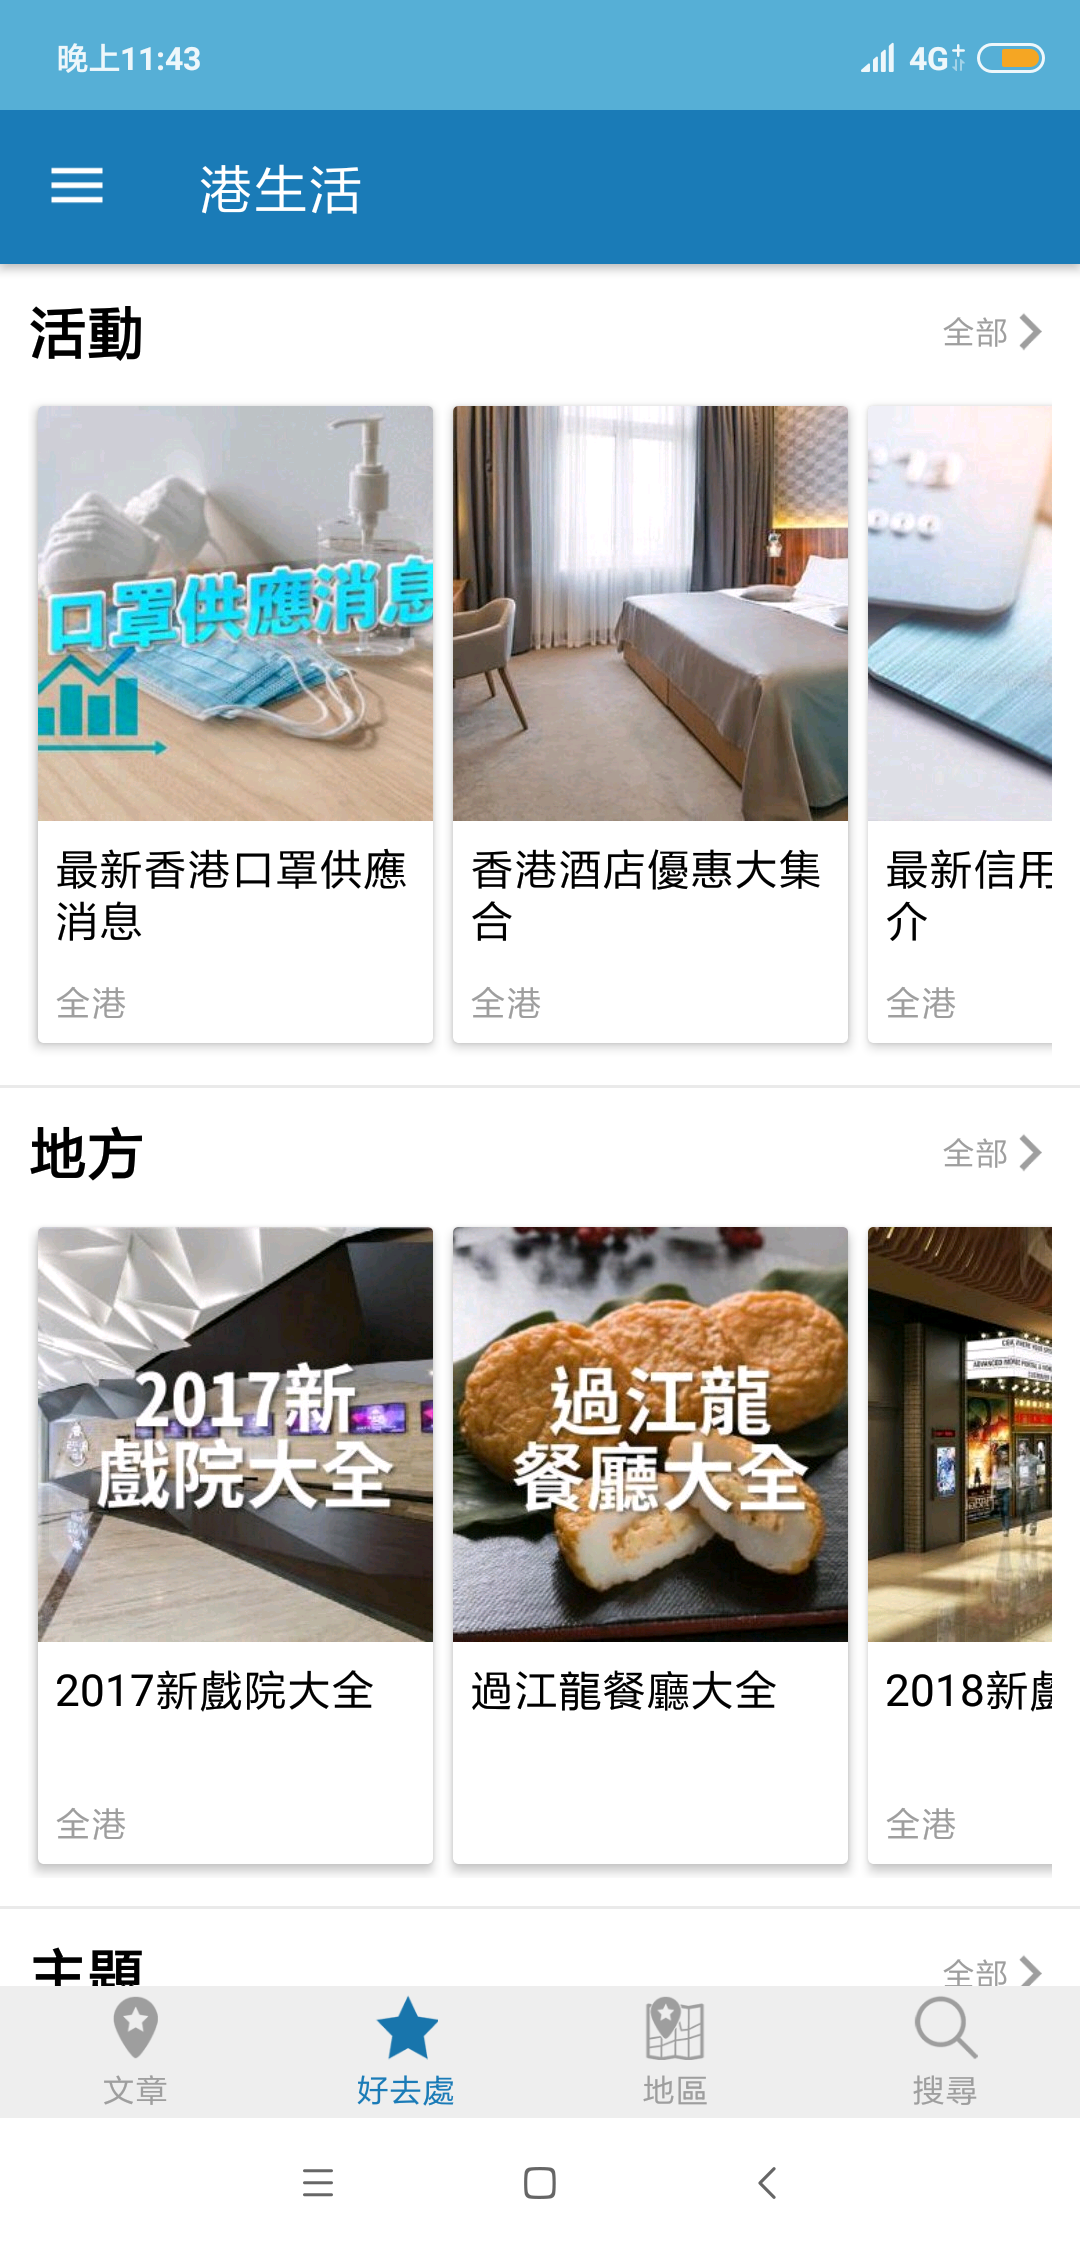 晚上11:43
4G+
港生活
活動
全部
口罩供應消息
最新香港口罩供應
消息
全港
香港酒店優惠大集
合
全港
最新信用
介
全港
地方
全部
2017新
戲院大全
過江龍
餐廳大全
2017新戲院大全
全港
過江龍餐廳大全
2018新戲
全港
主題
全部
文章
好去處
地區
搜尋